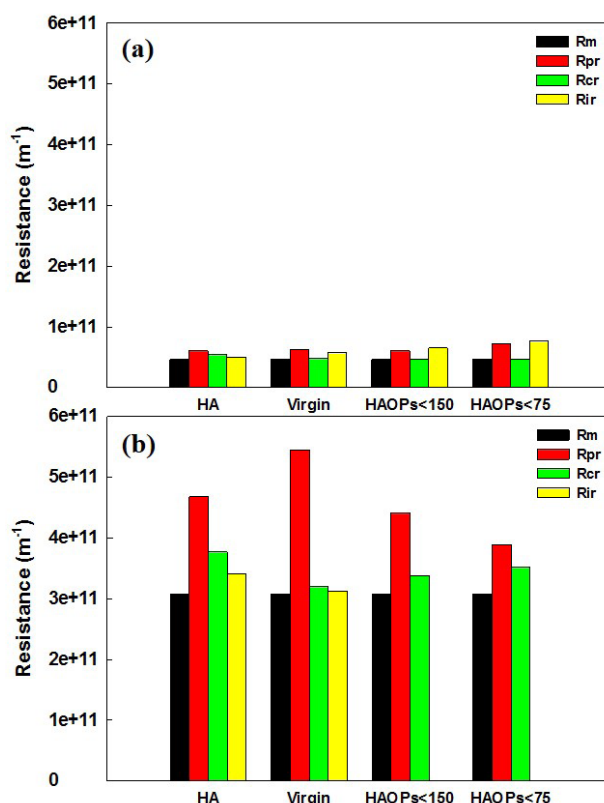 6e+11
(a)
Rm
Rpr
5e+11
Rcr
Rir
4e+11
Resistance (m⁻¹)
3e+11
2e+11
1e+11
0
HA Virgin HAOPs<150 HAOPs<75
6e+11
(b)
Rm
Rpr
5e+11
Rcr
Rir
4e+11
Resistance (m⁻¹)
3e+11
2e+11
1e+11
0
HA Virgin HAOPs<150 HAOPs<75